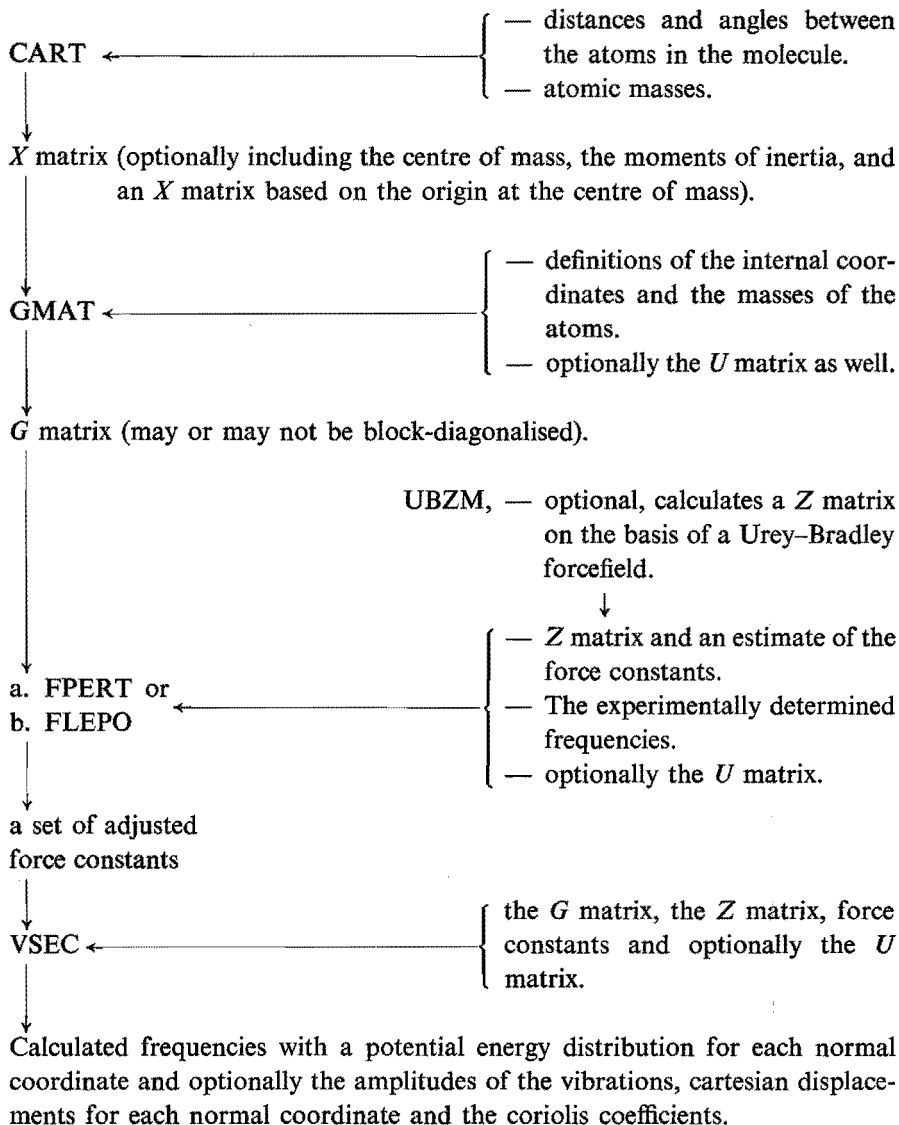 — distances and angles between
the atoms in the molecule.
— atomic masses.
CART
X matrix (optionally including the centre of mass, the moments of inertia, and
an X matrix based on the origin at the centre of mass).
— definitions of the internal coor-
dinates and the masses of the
atoms.
— optionally the U matrix as well.
GMAT
G matrix (may or may not be block-diagonalised).
UBZM, — optional, calculates a Z matrix
on the basis of a Urey–Bradley
forcefield.
— Z matrix and an estimate of the
force constants.
— The experimentally determined
frequencies.
— optionally the U matrix.
a. FPERT or
b. FLEPO
a set of adjusted
force constants
the G matrix, the Z matrix, force
constants and optionally the U
matrix.
VSEC
Calculated frequencies with a potential energy distribution for each normal
coordinate and optionally the amplitudes of the vibrations, cartesian displace-
ments for each normal coordinate and the coriolis coefficients.